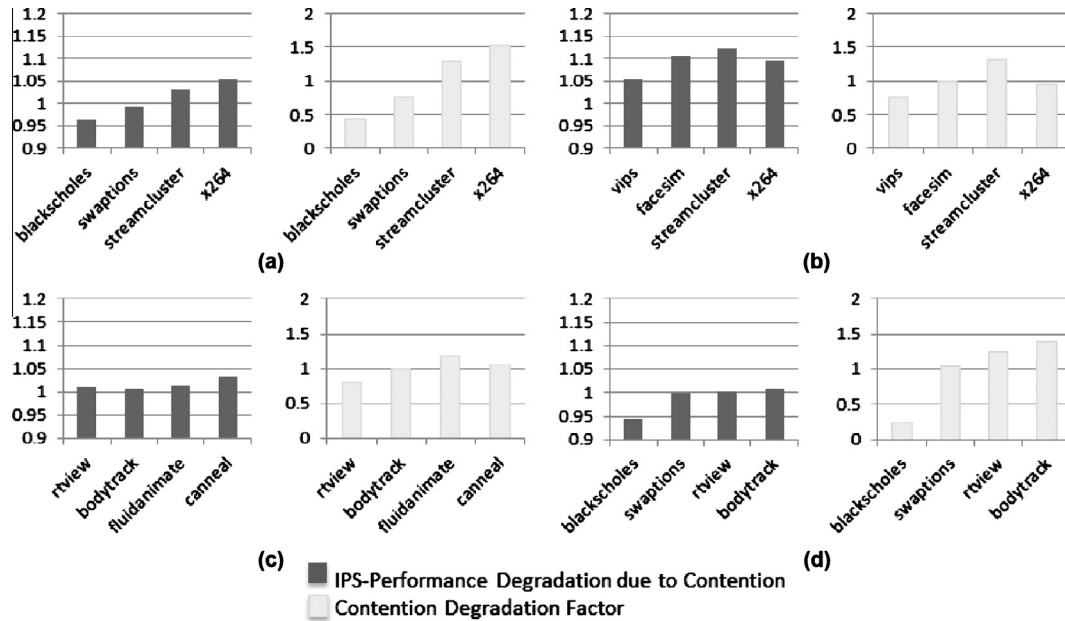 1.2
1.15
1.1
1.05
1
0.95
0.9
blackscholes
swaptions
streamcluster
x264
2
1.5
1
0.5
0
blackscholes
swaptions
streamcluster
x264
(a)
1.2
1.15
1.1
1.05
1
0.95
0.9
vips
facesim
streamcluster
x264
2
1.5
1
0.5
0
vips
facesim
streamcluster
x264
(b)
1.2
1.15
1.1
1.05
1
0.95
0.9
rtview
bodytrack
fluidanimate
canneal
2
1.5
1
0.5
0
rtview
bodytrack
fluidanimate
canneal
(c)
1.2
1.15
1.1
1.05
1
0.95
0.9
blackscholes
swaptions
rtview
bodytrack
2
1.5
1
0.5
0
blackscholes
swaptions
rtview
bodytrack
(d)
IPS-Performance Degradation due to Contention
Contention Degradation Factor